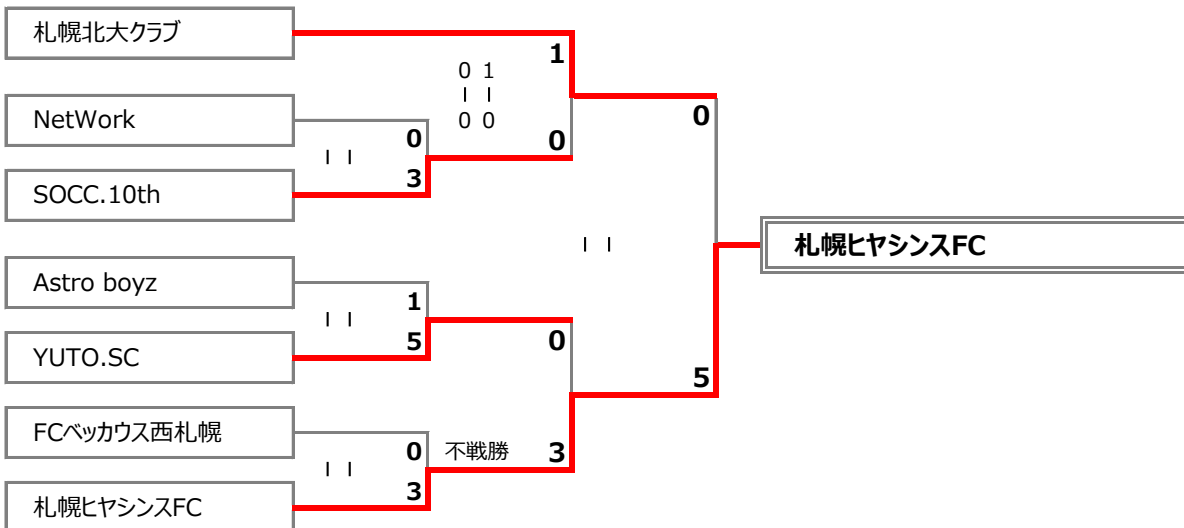 札幌北大クラブ
1
0 1
| |
0 0
NetWork
0
0
0
| |
3
SOCC.10th
| |
札幌ヒヤシンスFC
Astro boyz
1
| |
5
0
YUTO.SC
5
FCベッカウス西札幌
0
不戦勝
3
| |
3
札幌ヒヤシンスFC